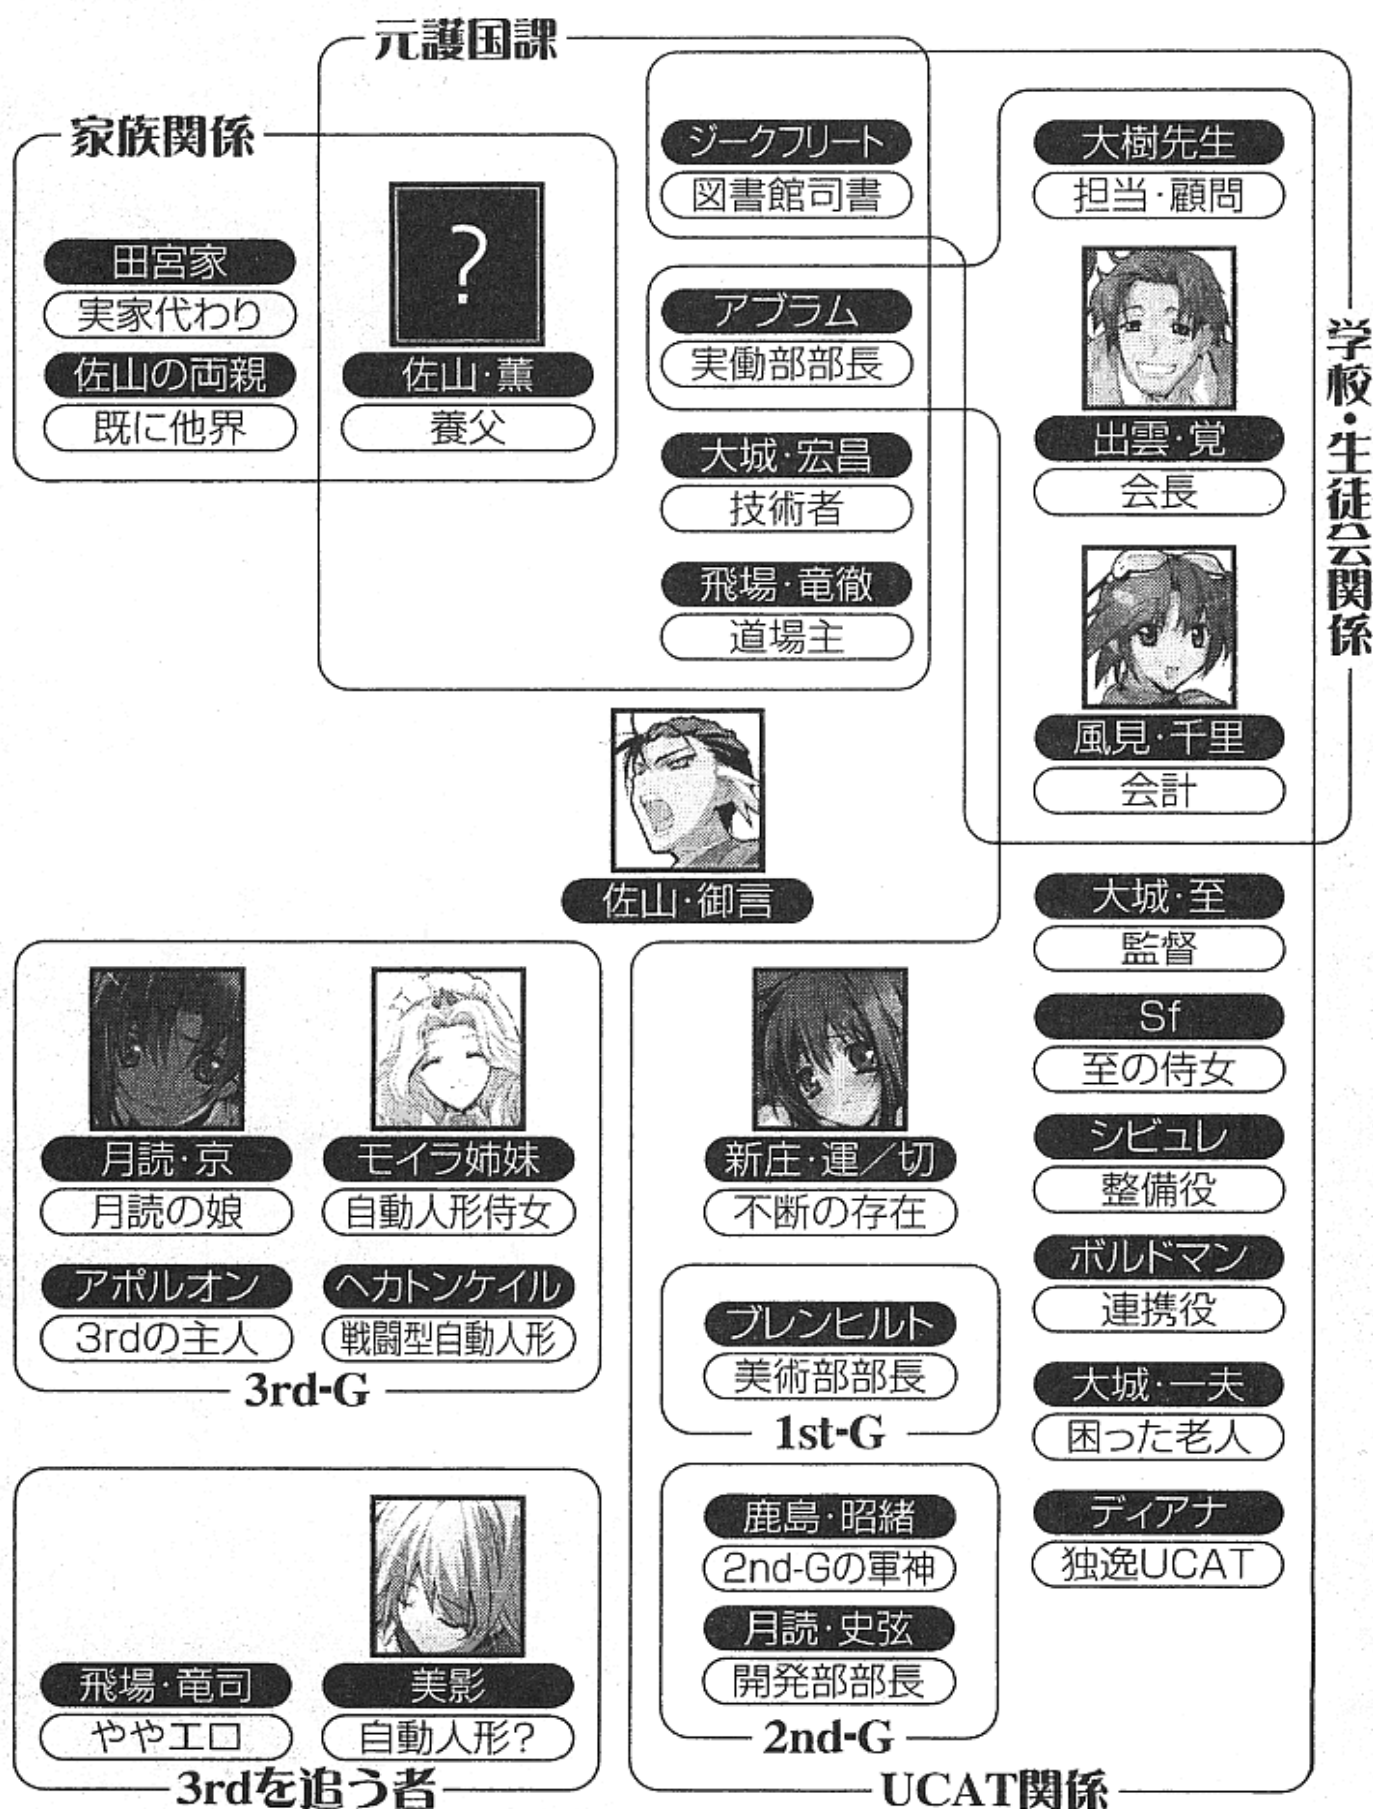 元護国課
家族関係
田宮家
実家代わり
佐山の両親
既に他界
?
佐山·薫
養父
ジークフリート
図書館司書
アブラム
実働部部長
大城·宏昌
技術者
飛場·竜徹
道場主
大樹先生
担当·顧問
出雲·覚
会長
風見·千里
会計
学校・生徒会関係
佐山·御言
月読·京
月読の娘
モイラ姉妹
自動人形侍女
アポルオン
3rdの主人
ヘカトンケイル
戦闘型自動人形
3rd-G
飛場·竜司
ややエロ
美影
自動人形?
3rdを追う者
新庄·運／切
不断の存在
ブレンヒルト
美術部部長
1st-G
鹿島·昭緒
2nd-Gの軍神
月読·史弦
開発部部長
2nd-G
大城·至
監督
Sf
至の侍女
シビュレ
整備役
ボルドマン
連携役
大城·一夫
困った老人
ディアナ
独逸UCAT
UCAT関係